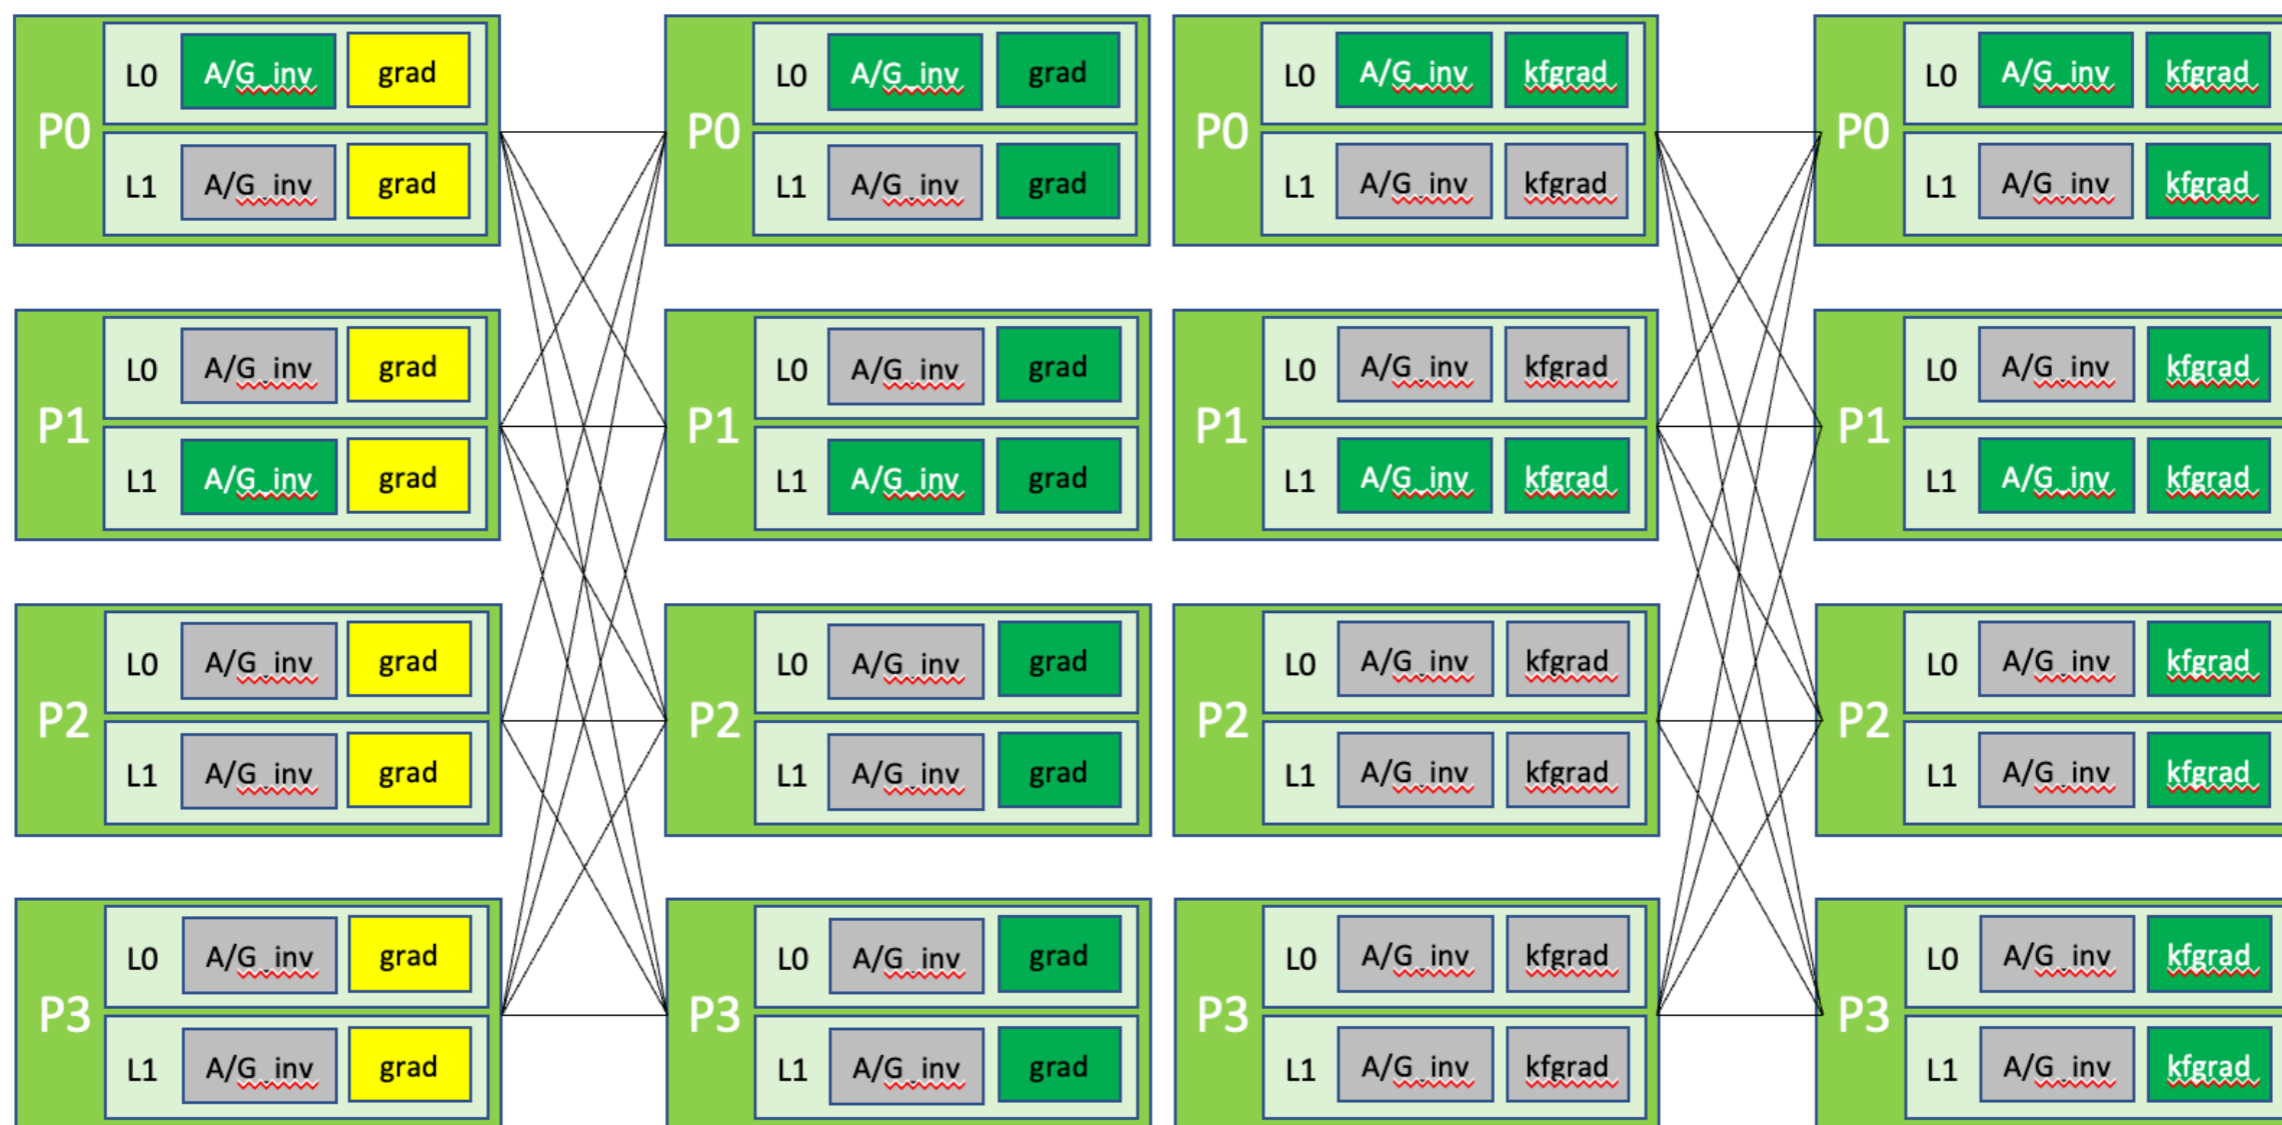 L0 A/G_inv grad L0 A/G_inv grad L0 A/G_inv kfgrad L0 A/G_inv kfgrad
P0 P0 P0 P0
L1 A/G_inv grad L1 A/G_inv grad L1 A/G_inv kfgrad L1 A/G_inv kfgrad
L0 A/G_inv grad L0 A/G_inv grad L0 A/G_inv kfgrad L0 A/G_inv kfgrad
P1 P1 P1 P1
L1 A/G_inv grad L1 A/G_inv grad L1 A/G_inv kfgrad L1 A/G_inv kfgrad
L0 A/G_inv grad L0 A/G_inv grad L0 A/G_inv kfgrad L0 A/G_inv kfgrad
P2 P2 P2 P2
L1 A/G_inv grad L1 A/G_inv grad L1 A/G_inv kfgrad L1 A/G_inv kfgrad
L0 A/G_inv grad L0 A/G_inv grad L0 A/G_inv kfgrad L0 A/G_inv kfgrad
P3 P3 P3 P3
L1 A/G_inv grad L1 A/G_inv grad L1 A/G_inv kfgrad L1 A/G_inv kfgrad